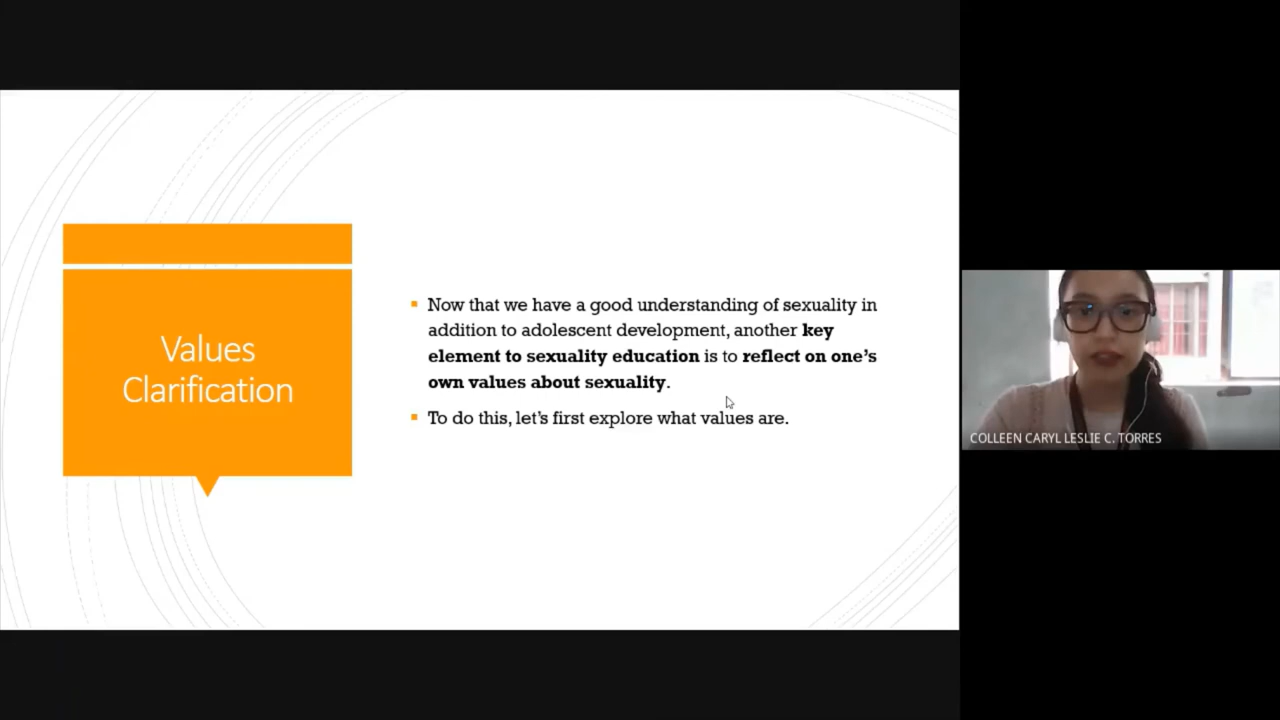 Values
Clarification
Now that we have a good understanding of sexuality in
addition to adolescent development, another key
element to sexuality education is to reflect on one's
own values about sexuality.
To do this, let's first explore what values are.
COLLEEN CARYL LESLIE C. TORRES